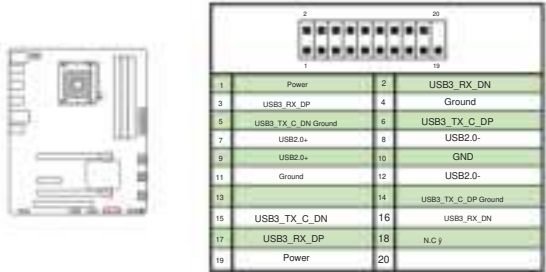 2 20
1 19
1 Power 2 USB3_RX_DN
3 USB3_RX_DP 4 Ground
5 USB3_TX_C_DN Ground 6 USB3_TX_C_DP
7 USB2.0+ 8 USB2.0-
9 USB2.0+ 10 GND
11 Ground 12 USB2.0-
13 14 USB3_TX_C_DP Ground
15 USB3_TX_C_DN 16 USB3_RX_DN
17 USB3_RX_DP 18 N.C ÿ
19 Power 20